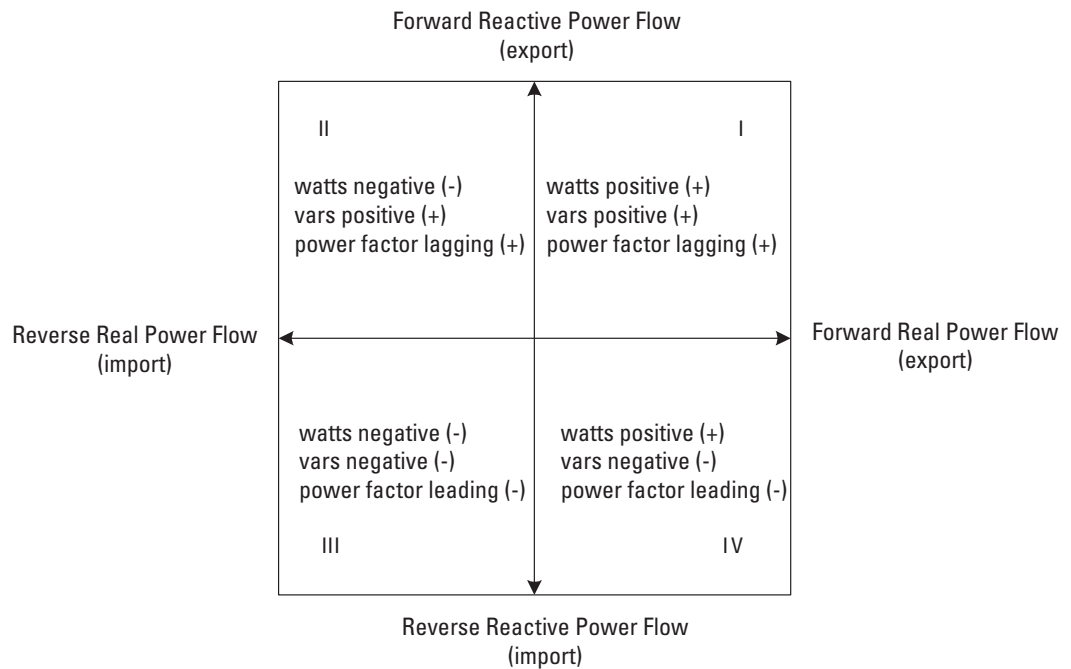 Forward Reactive Power Flow
(export)
II
I
watts negative (-)
vars positive (+)
power factor lagging (+)
watts positive (+)
vars positive (+)
power factor lagging (+)
Reverse Real Power Flow
(import)
Forward Real Power Flow
(export)
watts negative (-)
vars negative (-)
power factor leading (-)
watts positive (+)
vars negative (-)
power factor leading (-)
III
IV
Reverse Reactive Power Flow
(import)